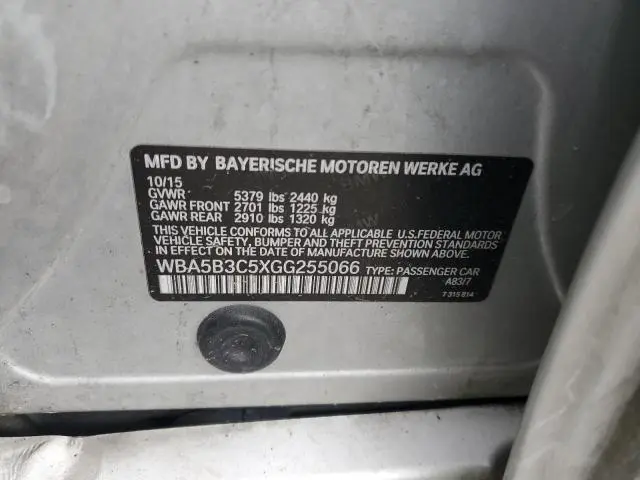 MFD BY BAYERISCHE MOTOREN WERKE AG
10/15
GVWR 5379 lbs 2440 kg
GAWR FRONT 2701 lbs 1225 kg
GAWR REAR 2910 lbs 1320 kg
THIS VEHICLE CONFORMS TO ALL APPLICABLE U.S.FEDERAL MOTOR
VEHICLE SAFETY, BUMPER AND THEFT PREVENTION STANDARDS
IN EFFECT ON THE DATE OF MANUFACTURE SHOWN ABOVE.
WBA5B3C5XGG255066 TYPE: PASSENGER CAR
A83/7
7 315 814